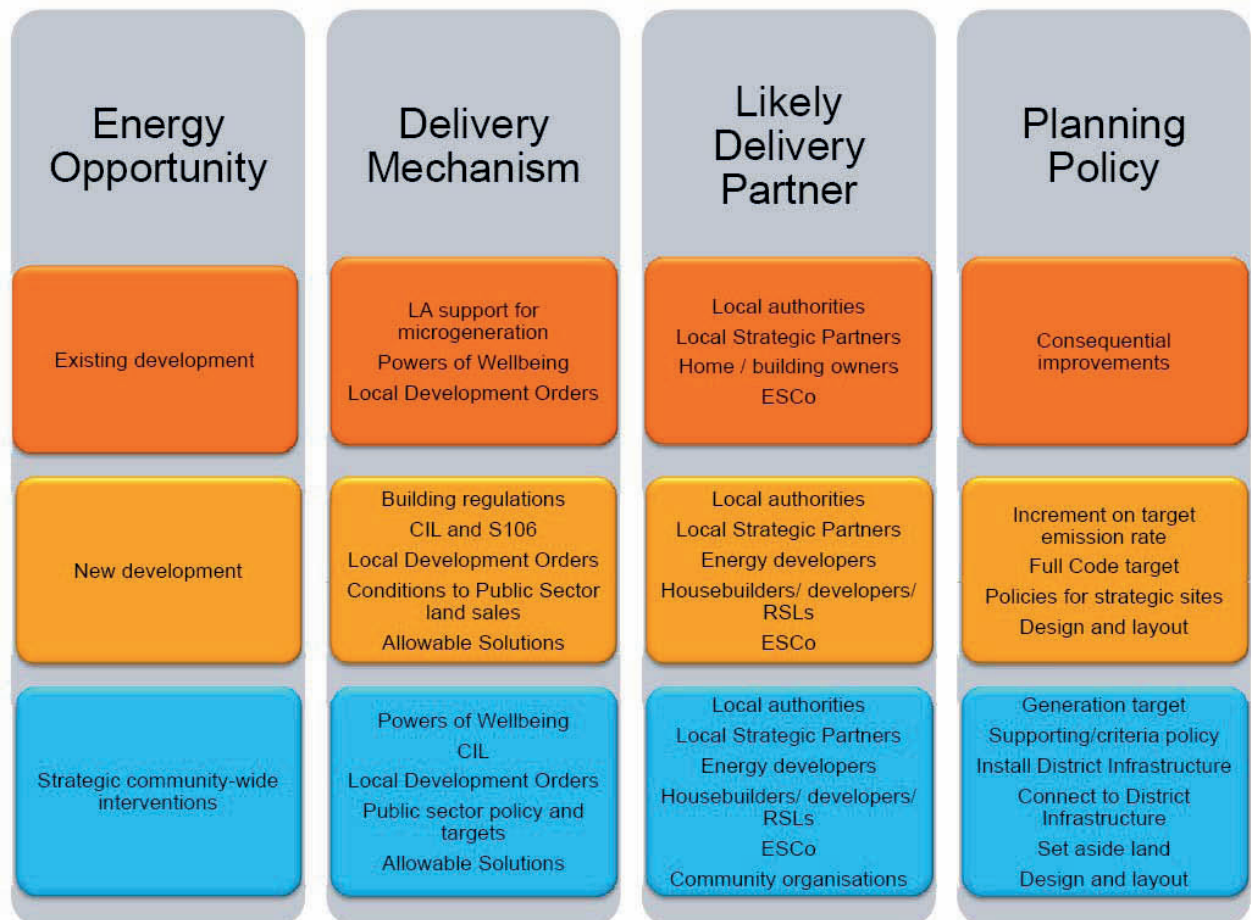 Energy
Opportunity
Delivery
Mechanism
Likely
Delivery
Partner
Planning
Policy
Existing development
LA support for
microgeneration
Powers of Wellbeing
Local Development Orders
Local authorities
Local Strategic Partners
Home / building owners
ESCo
Consequential
improvements
New development
Building regulations
CIL and S106
Local Development Orders
Conditions to Public Sector
land sales
Allowable Solutions
Local authorities
Local Strategic Partners
Energy developers
Housebuilders/ developers/
RSLs
ESCo
Increment on target
emission rate
Full Code target
Policies for strategic sites
Design and layout
Strategic community-wide
interventions
Powers of Wellbeing
CIL
Local Development Orders
Public sector policy and
targets
Allowable Solutions
Local authorities
Local Strategic Partners
Energy developers
Housebuilders/ developers/
RSLs
ESCo
Community organisations
Generation target
Supporting/criteria policy
Install District Infrastructure
Connect to District
Infrastructure
Set aside land
Design and layout